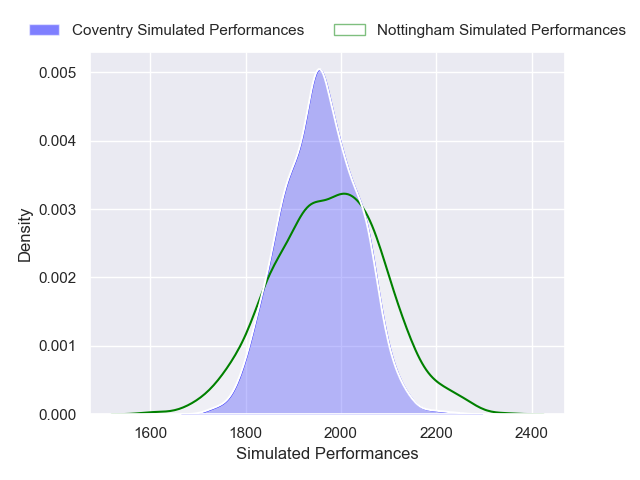 Coventry Simulated Performances Nottingham Simulated Performances
0.005
0.004
0.003
0.002
0.001
0.000
Density
1600 1800 2000 2200 2400
Simulated Performances